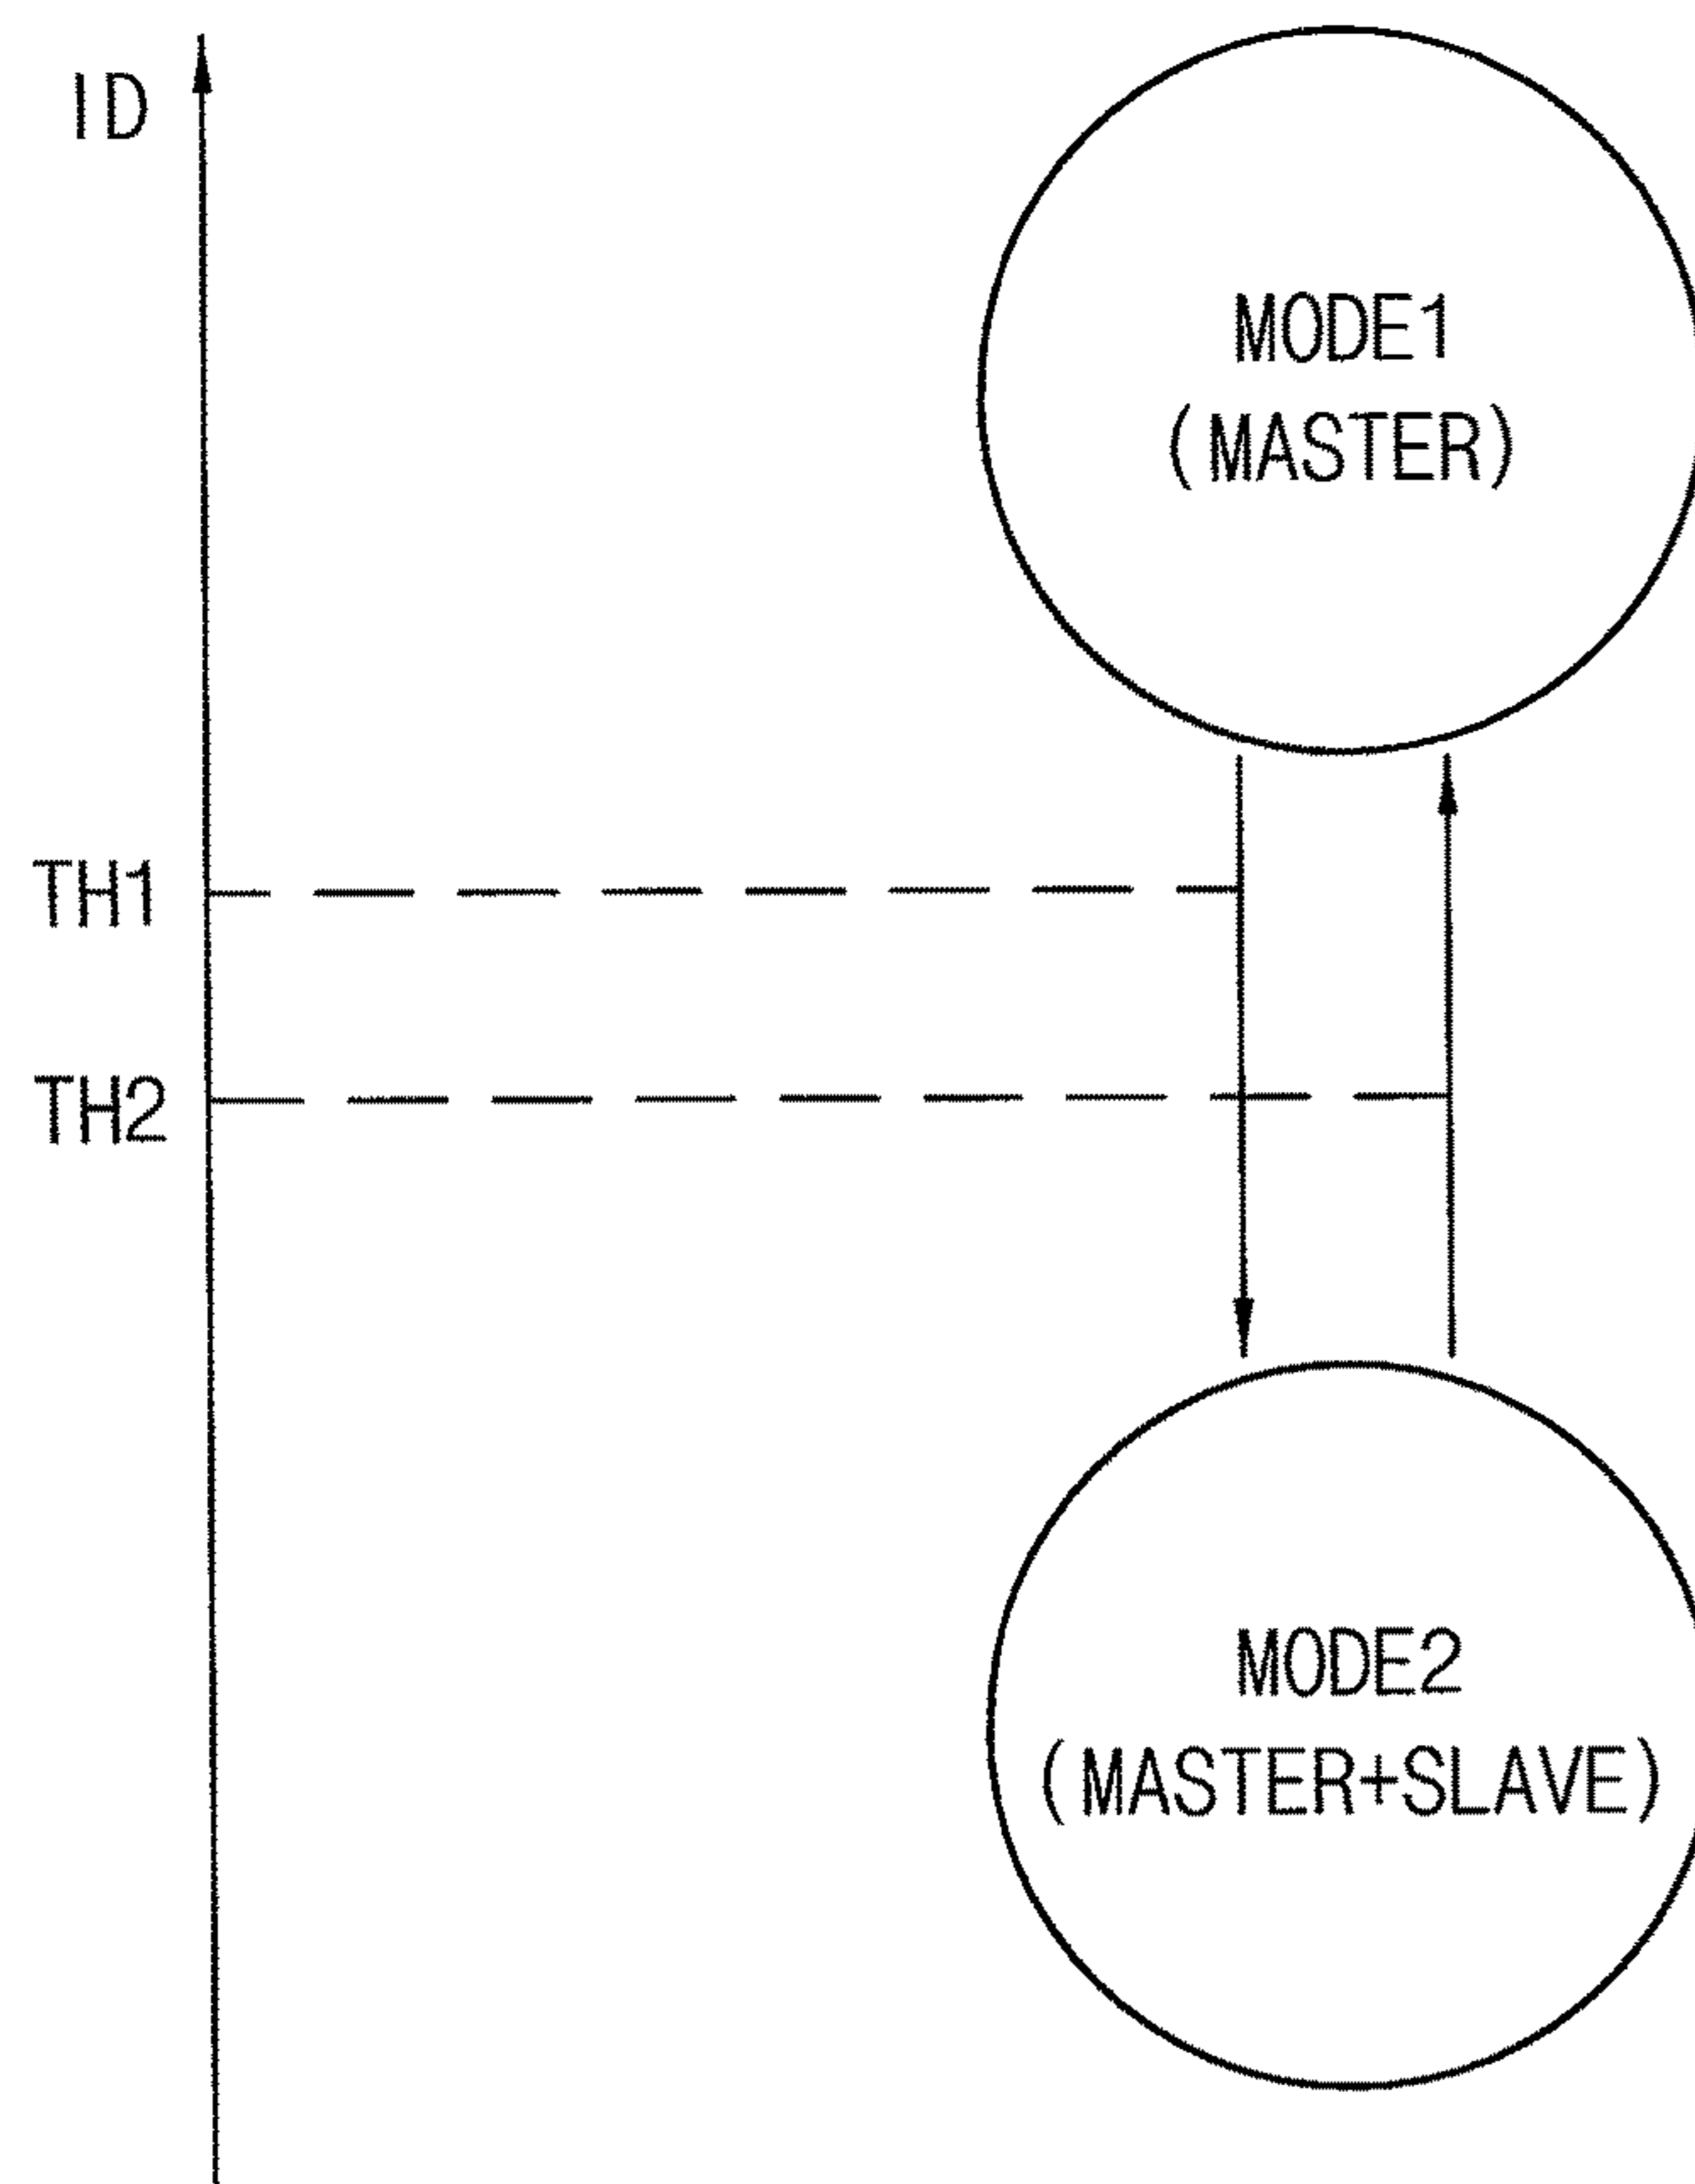 ID
MODE1
(MASTER)
TH1
TH2
MODE2
(MASTER+SLAVE)